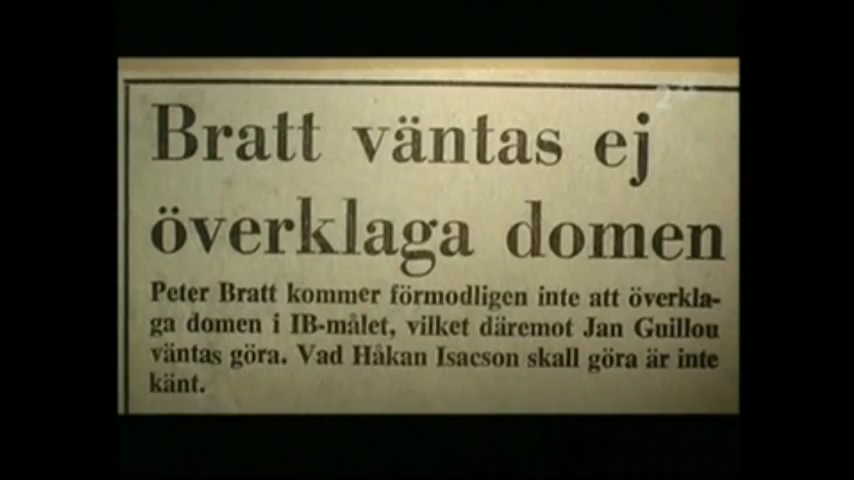 Bratt väntas ej
överklaga domen
Peter Bratt kommer förmodligen inte att överkla-
ga domen i IB-målet, vilket däremot Jan Guillou
väntas göra. Vad Håkan Isacson skall göra är inte
känt.